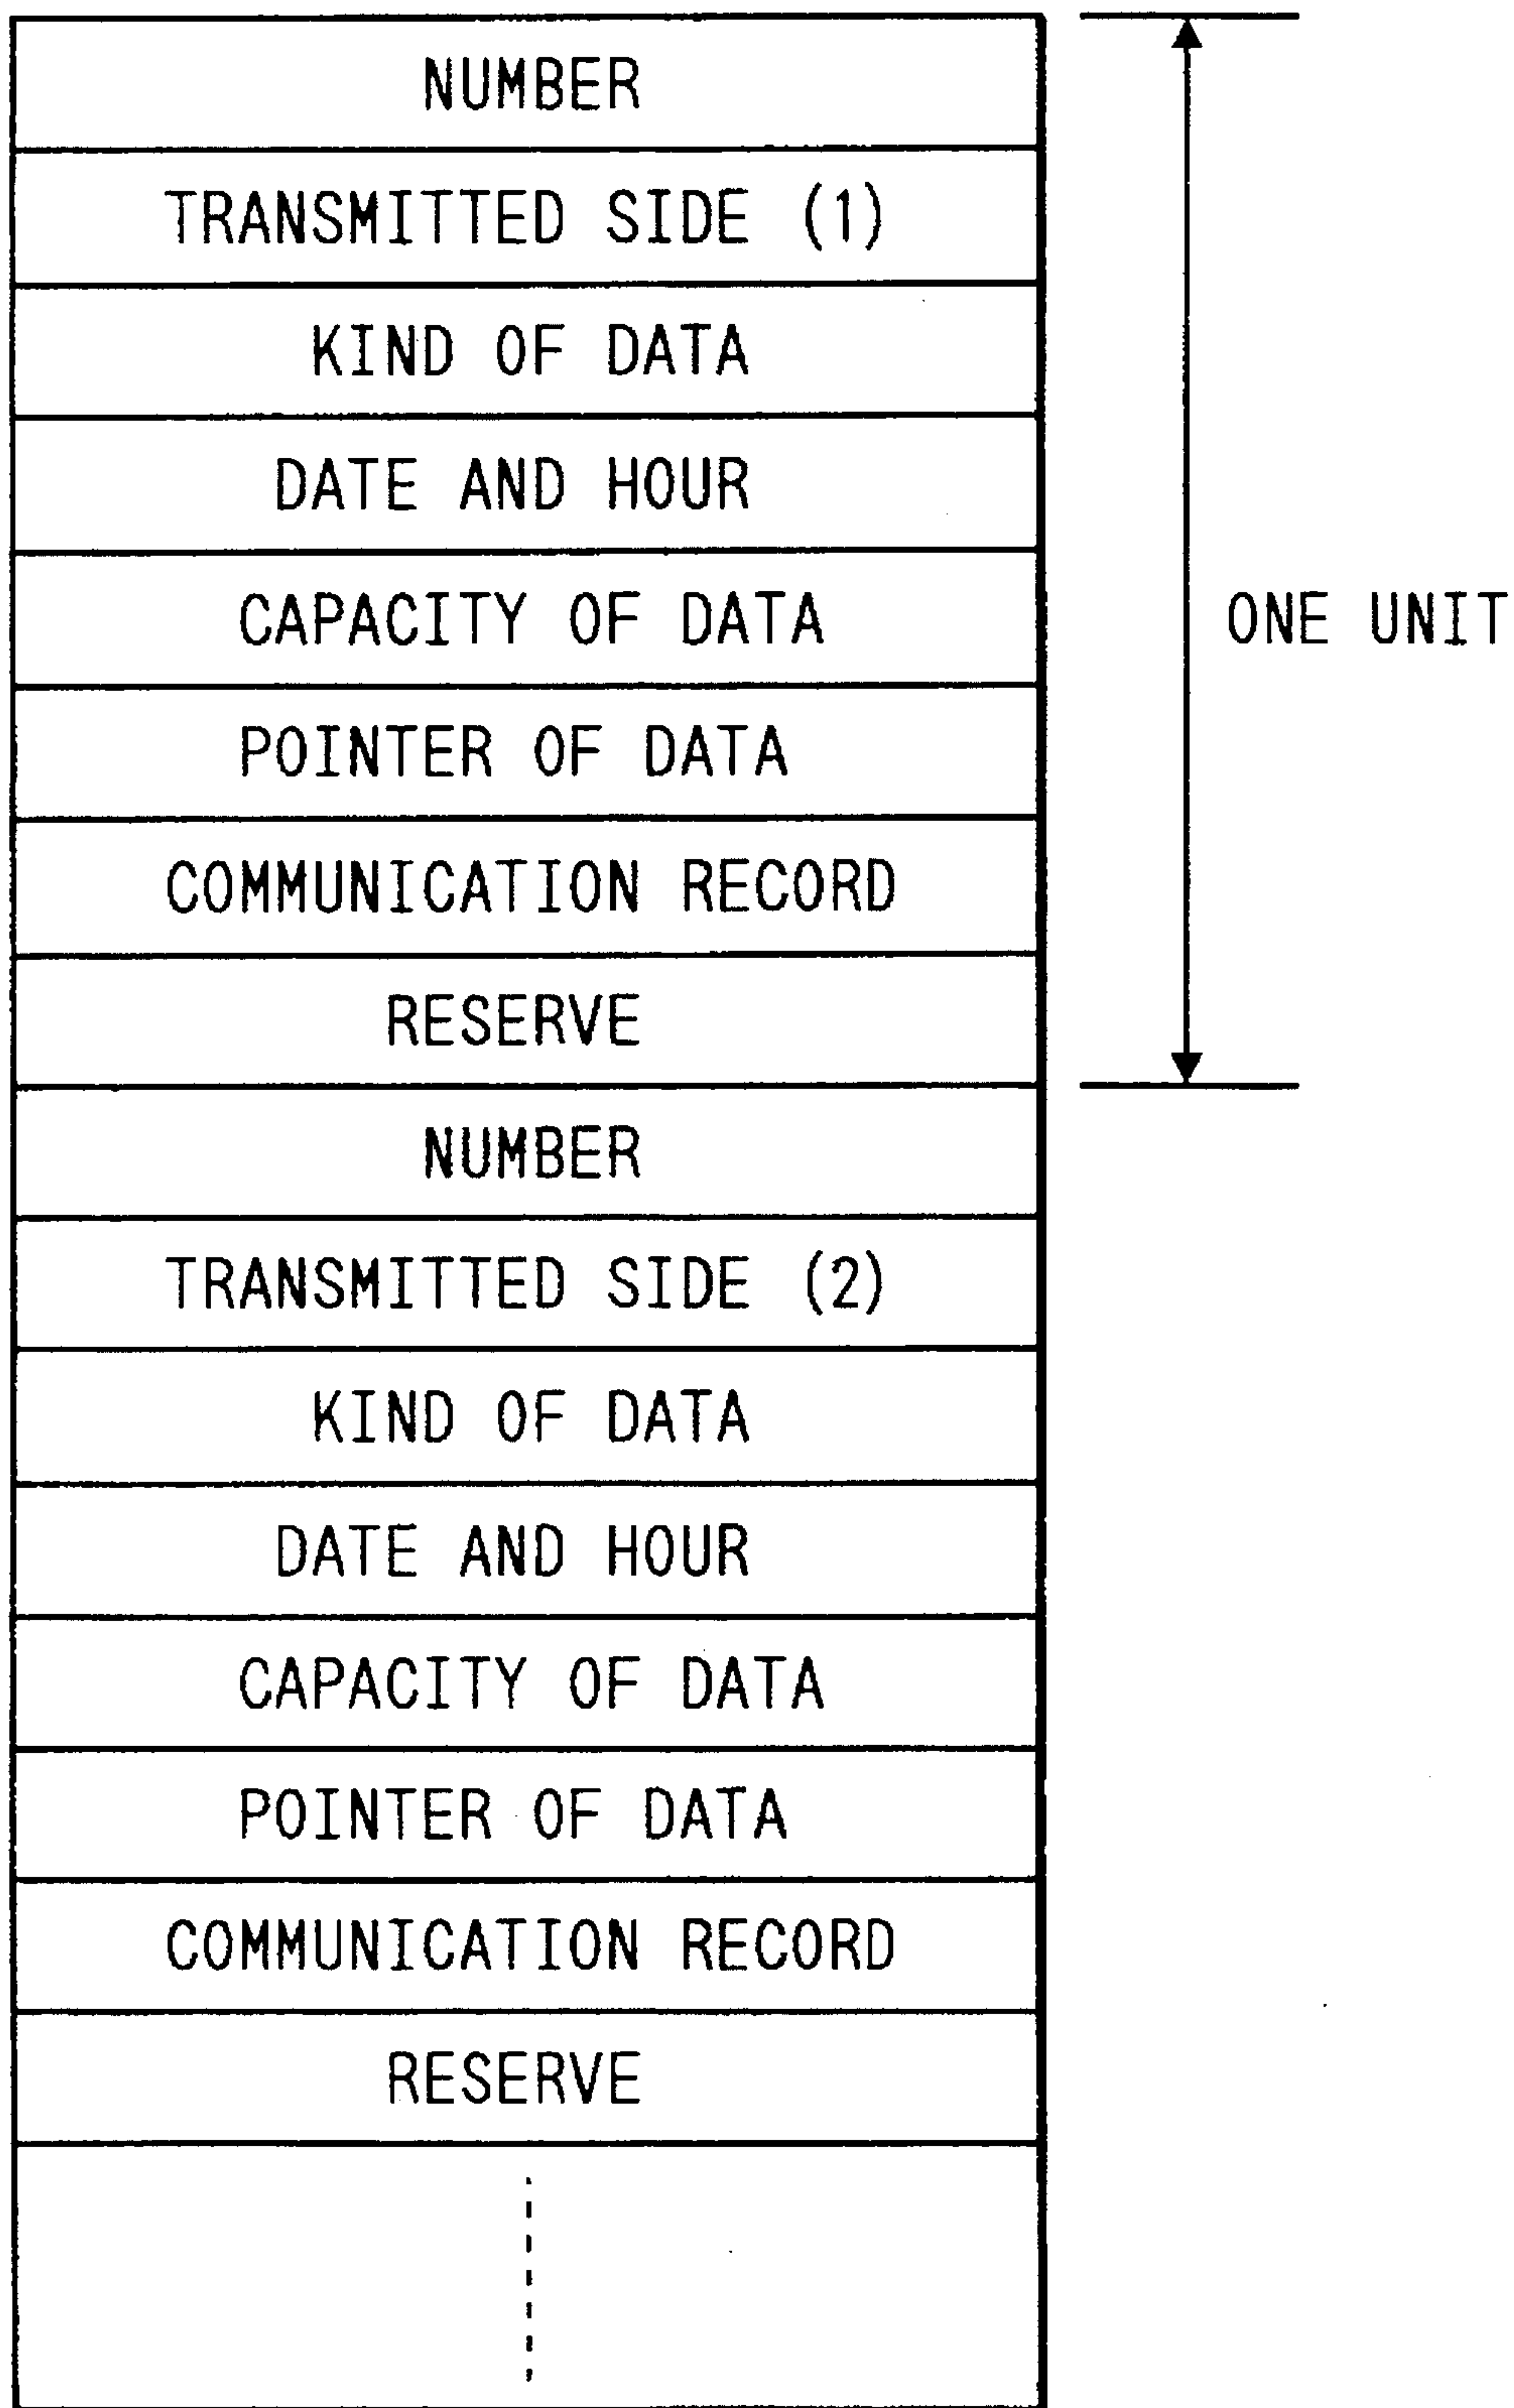 NUMBER
TRANSMITTED SIDE (1)
KIND OF DATA
DATE AND HOUR
CAPACITY OF DATA
ONE UNIT
POINTER OF DATA
COMMUNICATION RECORD
RESERVE
NUMBER
TRANSMITTED SIDE (2)
KIND OF DATA
DATE AND HOUR
CAPACITY OF DATA
POINTER OF DATA
COMMUNICATION RECORD
RESERVE